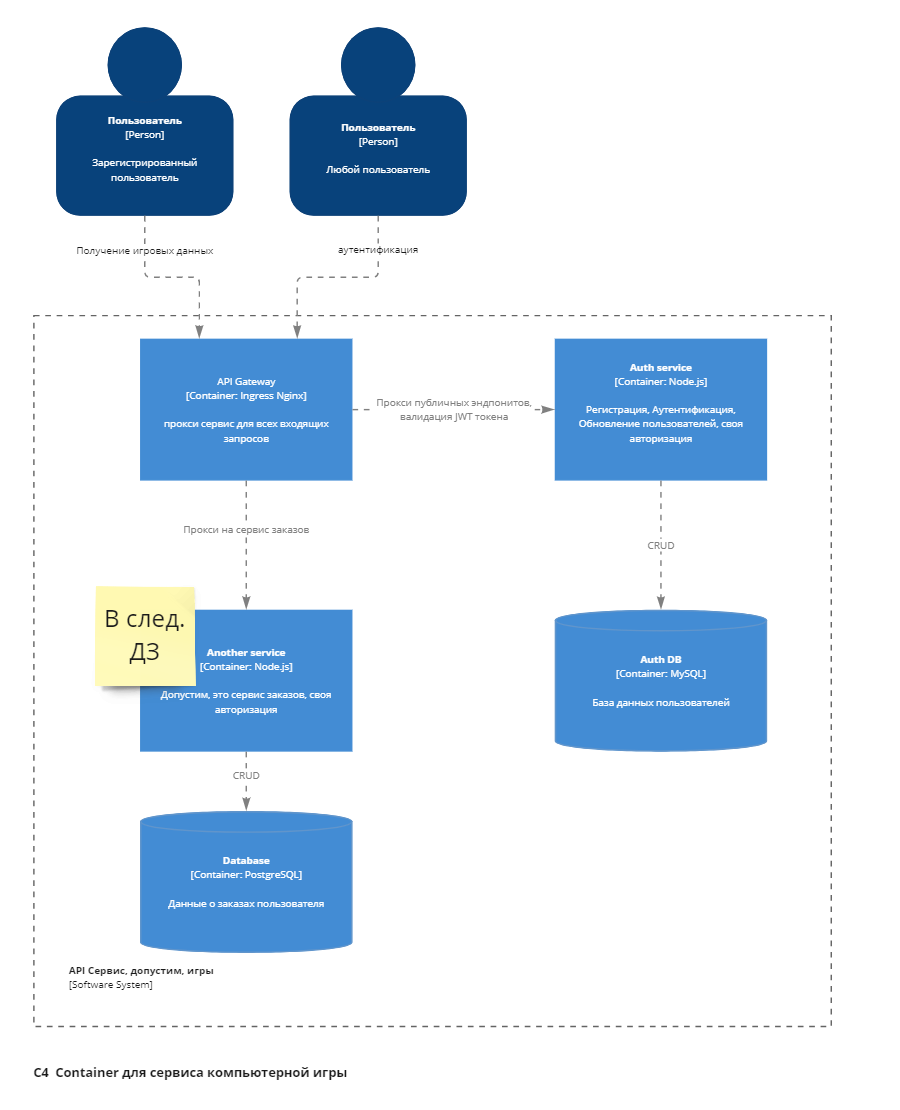 Пользователь
[Person]
Зарегистрированный
пользователь
Пользователь
[Person]
Любой пользователь
Получение игровых данных
аутентификация
API Gateway
[Container: Ingress Nginx]
прокси сервис для всех входящих
запросов
Прокси публичных эндпонитов,
валидация JWT токена
Auth service
[Container: Node.js]
Регистрация, Аутентификация,
Обновление пользователей, своя
авторизация
Прокси на сервис заказов
CRUD
В след.
ДЗ
Another service
[Container: Node.js]
Допустим, это сервис заказов, своя
авторизация
Auth DB
[Container: MySQL]
База данных пользователей
CRUD
Database
[Container: PostgreSQL]
Данные о заказах пользователя
API Сервис, допустим, игры
[Software System]
C4 Container для сервиса компьютерной игры